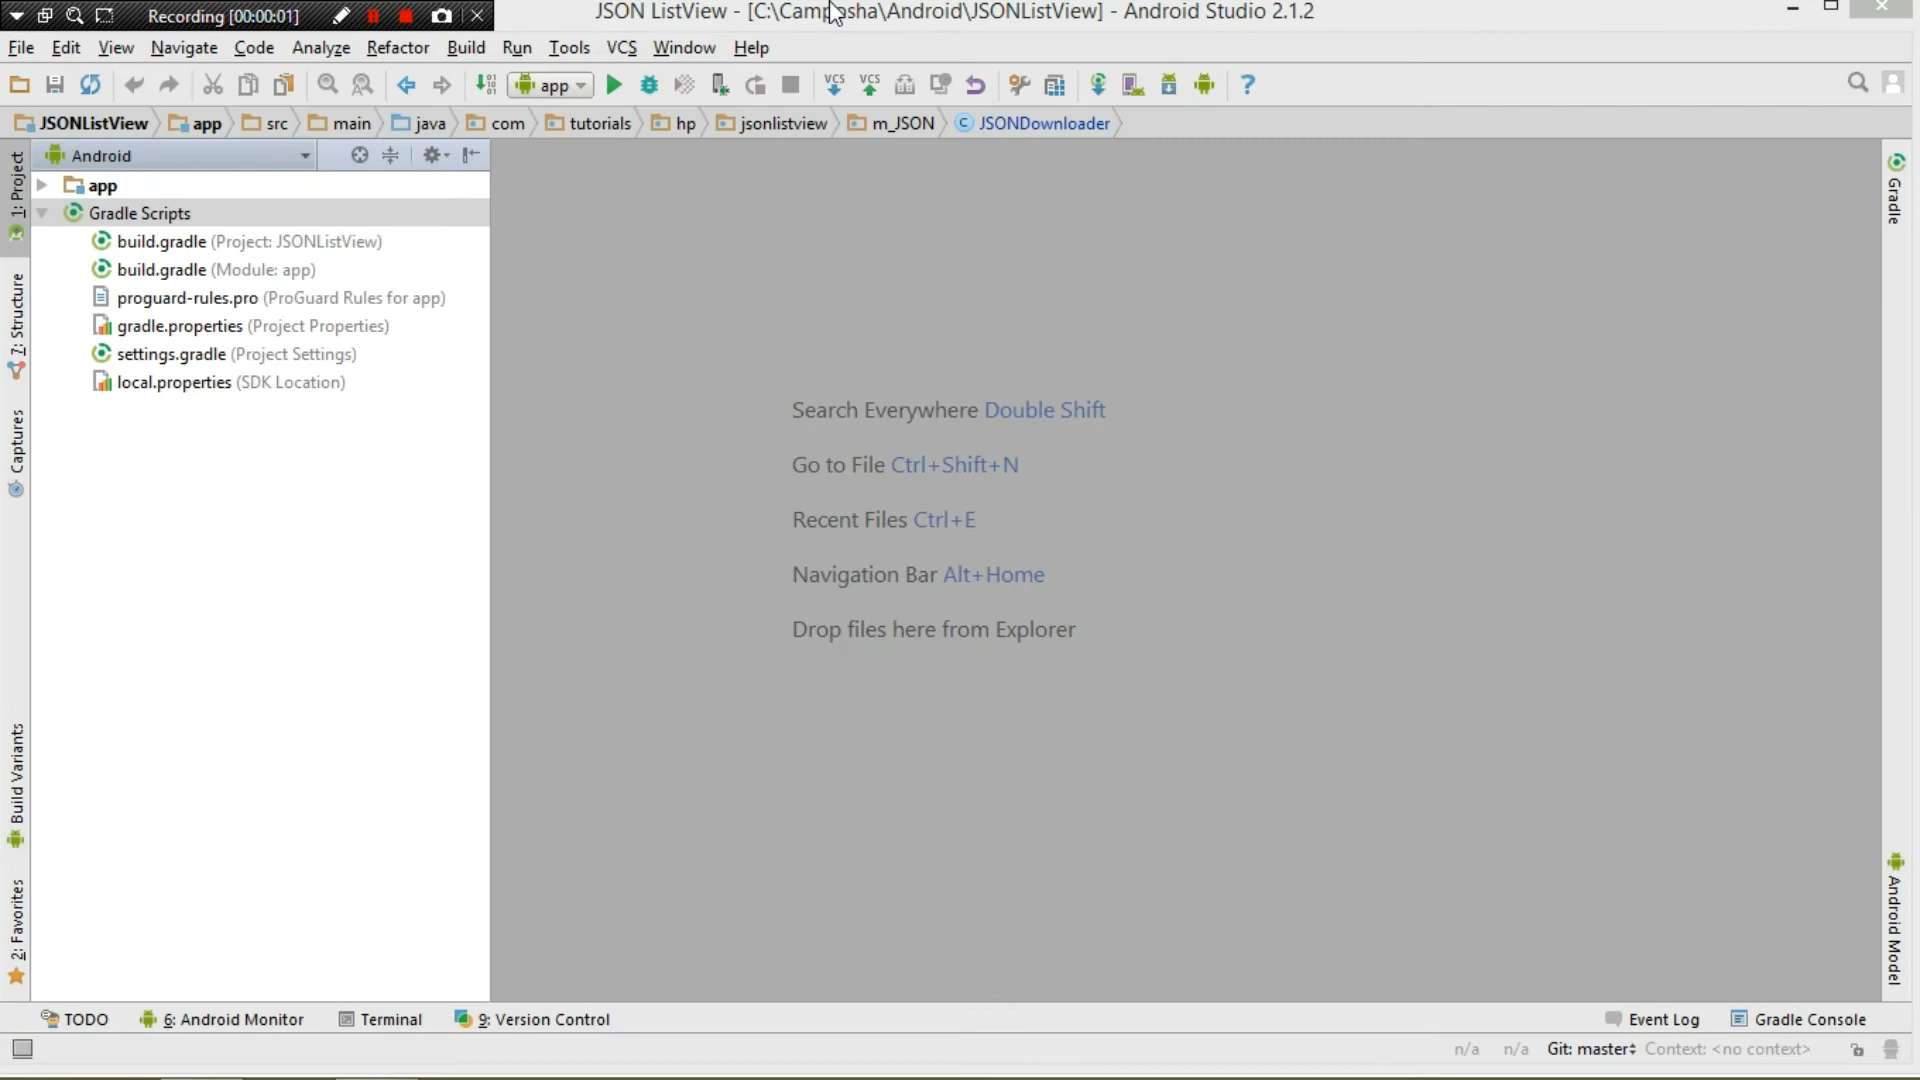 Recording [00:00:01]
JSON ListView - [C:\Camposha\Android\JSONListView] - Android Studio 2.1.2
File Edit View Navigate Code Analyze Refactor Build Run Tools VCS Window Help
app
VCS VCS
?
JSONListView app src main java com tutorials hp jsonlistview m_JSON C JSONDownloader
1: Project
Android
app
Gradle Scripts
build.gradle (Project: JSONListView)
build.gradle (Module: app)
proguard-rules.pro (ProGuard Rules for app)
gradle.properties (Project Properties)
settings.gradle (Project Settings)
local.properties (SDK Location)
7: Structure
Captures
Build Variants
2: Favorites
Search Everywhere Double Shift
Go to File Ctrl+Shift+N
Recent Files Ctrl+E
Navigation Bar Alt+Home
Drop files here from Explorer
Gradle
Android Model
TODO 6: Android Monitor Terminal 9: Version Control Event Log Gradle Console
n/a n/a Git: master Context: <no context>